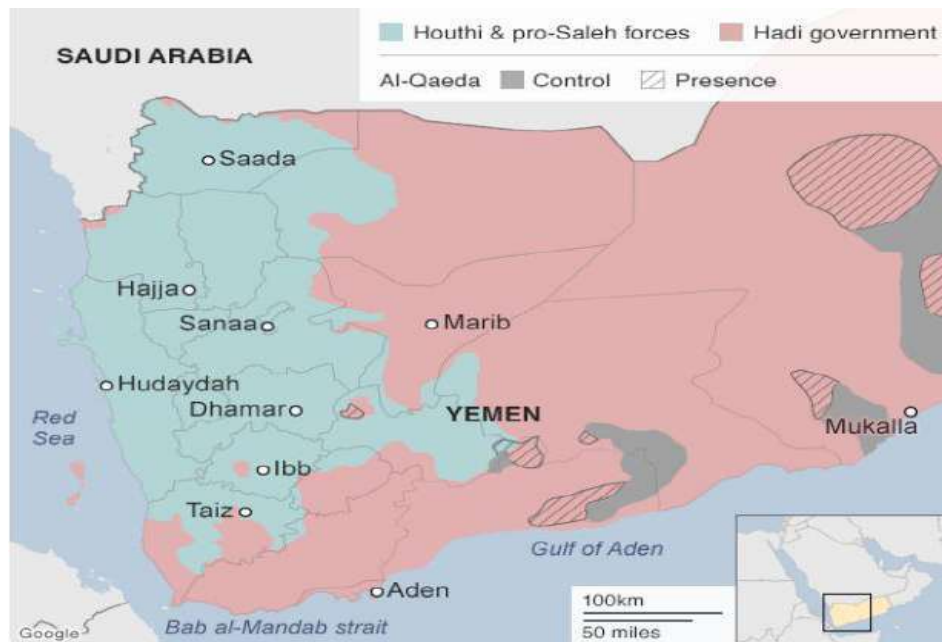 SAUDI ARABIA
Houthi & pro-Saleh forces
Hadi government
Al-Qaeda
Control
Presence
Saada
Hajja
Sanaa
Marib
Hudaydah
Dhamar
YEMEN
Red
Sea
Mukalla
Ibb
Taiz
Gulf of Aden
Aden
100km
50 miles
Bab al-Mandab strait
Google